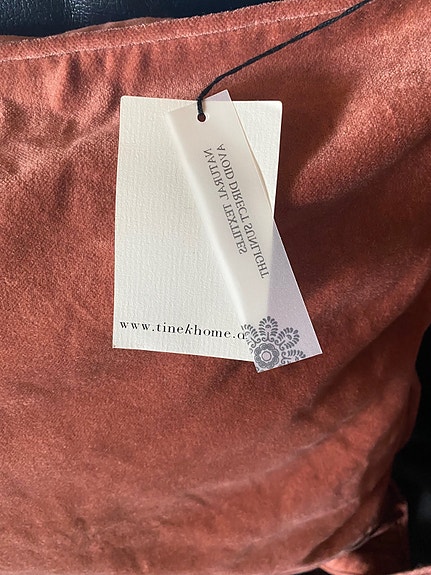 NATURAL TEXTILES
AVOID DIRECT SUNLIGHT
www.tinekhome.